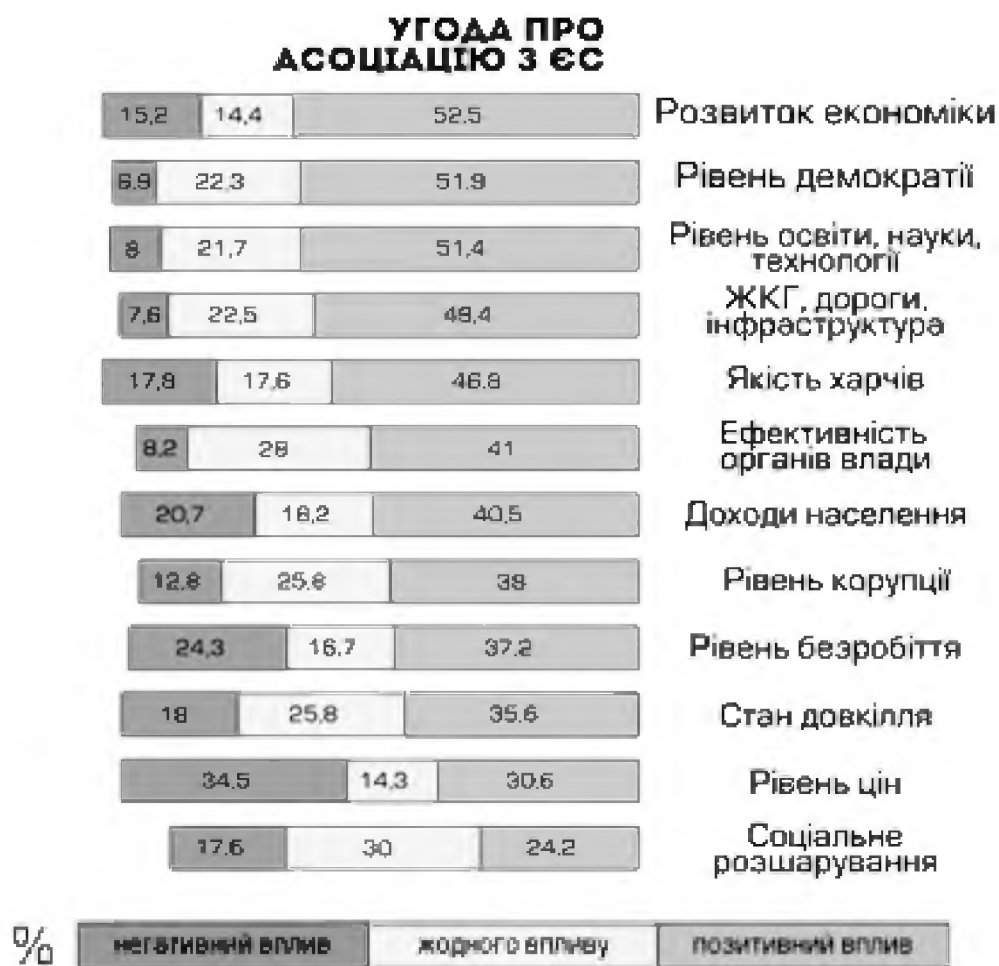 УГОДА ПРО
АСОЦІАЦІЮ З ЄС
15,2 14,4 52.5 Розвиток економіки
6.9 22,3 51.9 Рівень демократії
8 21,7 51,4 Рівень освіти, науки,
технології
7,6 22,5 48,4 ЖКГ, дороги,
інфраструктура
17,8 17,6 46.8 Якість харчів
8,2 28 41 Ефективність
органів влади
20,7 18,2 40,5 Доходи населення
12,8 25,8 38 Рівень корупції
24,3 16,7 37.2 Рівень безробіття
18 25,8 35,6 Стан довкілля
34,5 14,3 30,6 Рівень цін
17,6 30 24,2 Соціальне
розшарування
% негативний вплив жодного впливу позитивний вплив